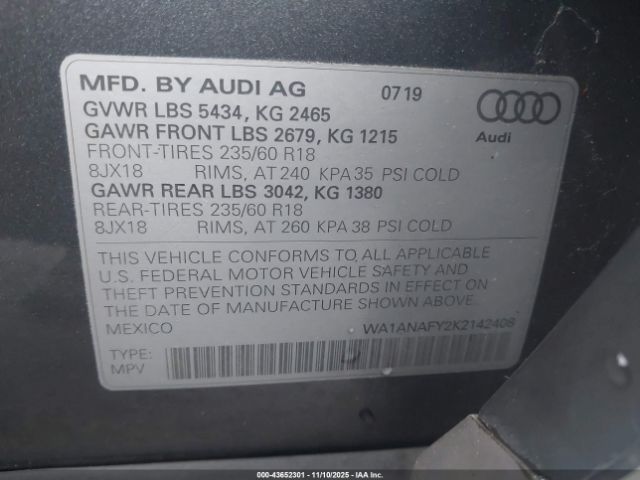 MFD. BY AUDI AG 0719
GVWR LBS 5434, KG 2465
GAWR FRONT LBS 2679, KG 1215
Audi
FRONT-TIRES 235/60 R18
8JX18 RIMS, AT 240 KPA 35 PSI COLD
GAWR REAR LBS 3042, KG 1380
REAR-TIRES 235/60 R18
8JX18 RIMS, AT 260 KPA 38 PSI COLD
THIS VEHICLE CONFORMS TO ALL APPLICABLE
U.S. FEDERAL MOTOR VEHICLE SAFETY AND
THEFT PREVENTION STANDARDS IN EFFECT ON
THE DATE OF MANUFACTURE SHOWN ABOVE.
MEXICO WA1ANAFY2K2142408
TYPE:
MPV
000-43652301 - 11/10/2025 - IAA Inc.